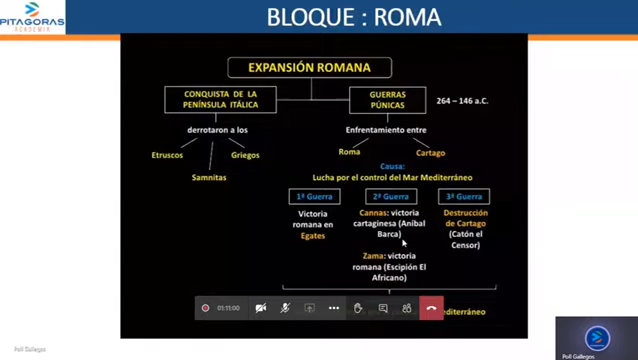 PITAGORAS
ACADEMIA
BLOQUE : ROMA
EXPANSIÓN ROMANA
CONQUISTA DE LA
PENÍNSULA ITÁLICA
GUERRAS
PÚNICAS
264 – 146 a.C.
derrotaron a los
Enfrentamiento entre
Etruscos
Samnitas
Griegos
Roma
Cartago
Causa:
Lucha por el control del Mar Mediterráneo
1ª Guerra
2ª Guerra
3ª Guerra
Victoria
romana en
Egates
Cannas: victoria
cartaginesa (Aníbal
Barca)
Zama: victoria
romana (Escipión El
Africano)
Destrucción
de Cartago
(Catón el
Censor)
01:11:00
Mediterráneo
Poll Gallegos
Poll Gallegos